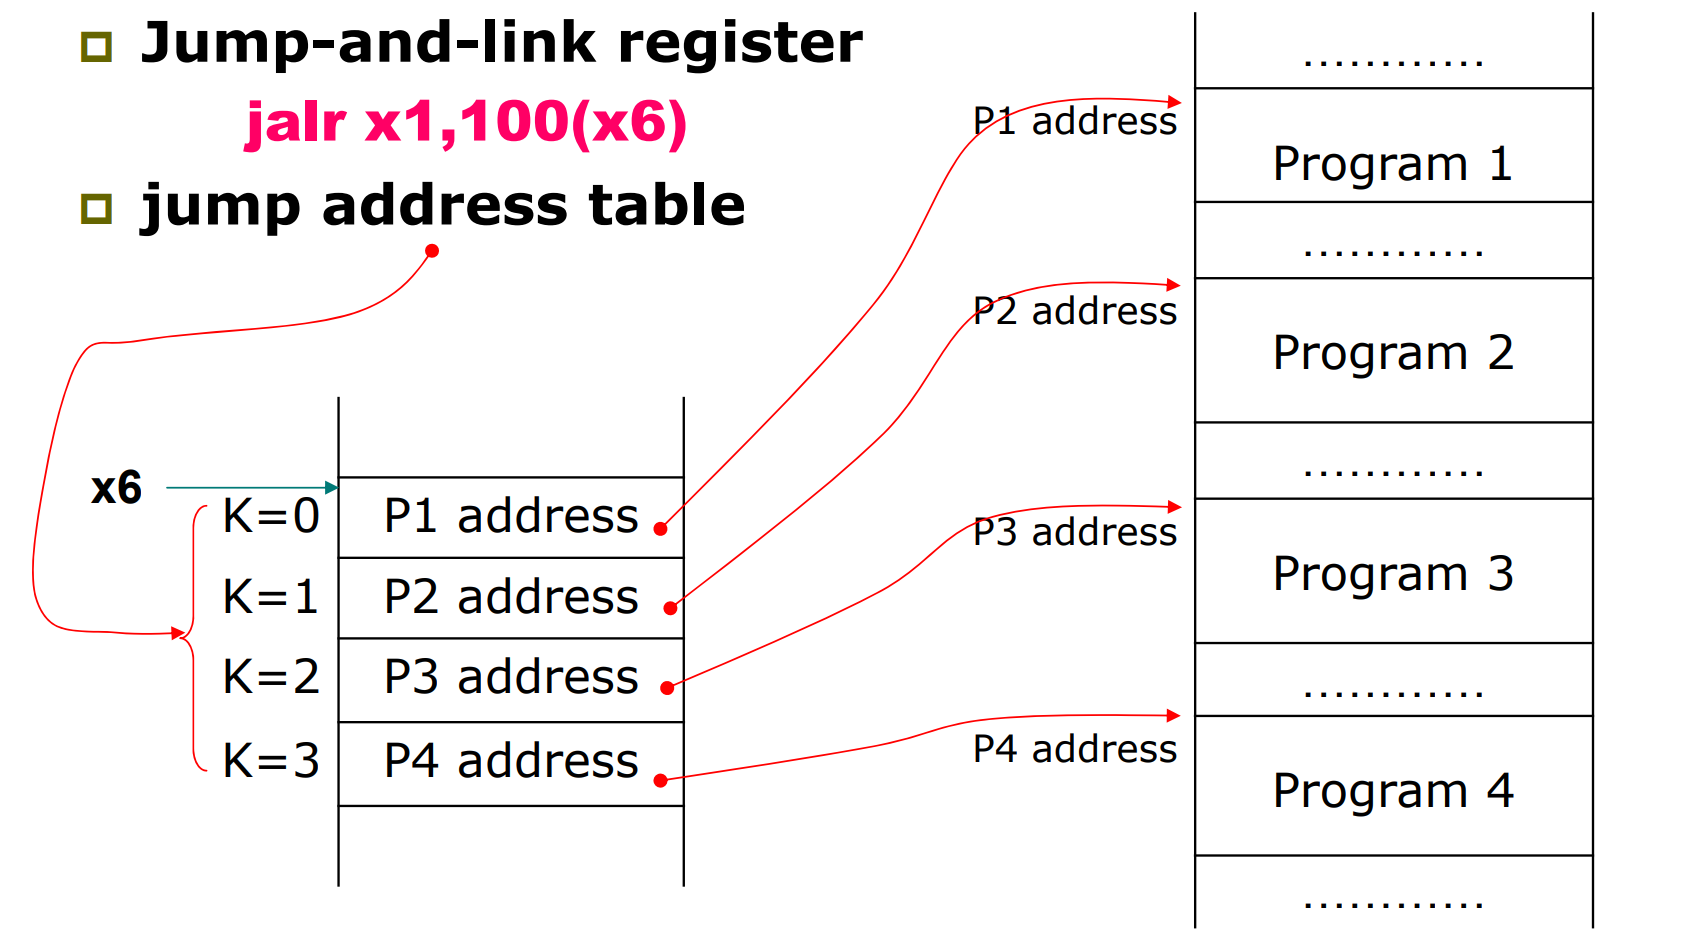 Jump-and-link register
jalr x1,100(x6)
jump address table
x6
K=0 P1 address
K=1 P2 address
K=2 P3 address
K=3 P4 address
............
P1 address
Program 1
............
P2 address
Program 2
............
P3 address
Program 3
............
P4 address
Program 4
............